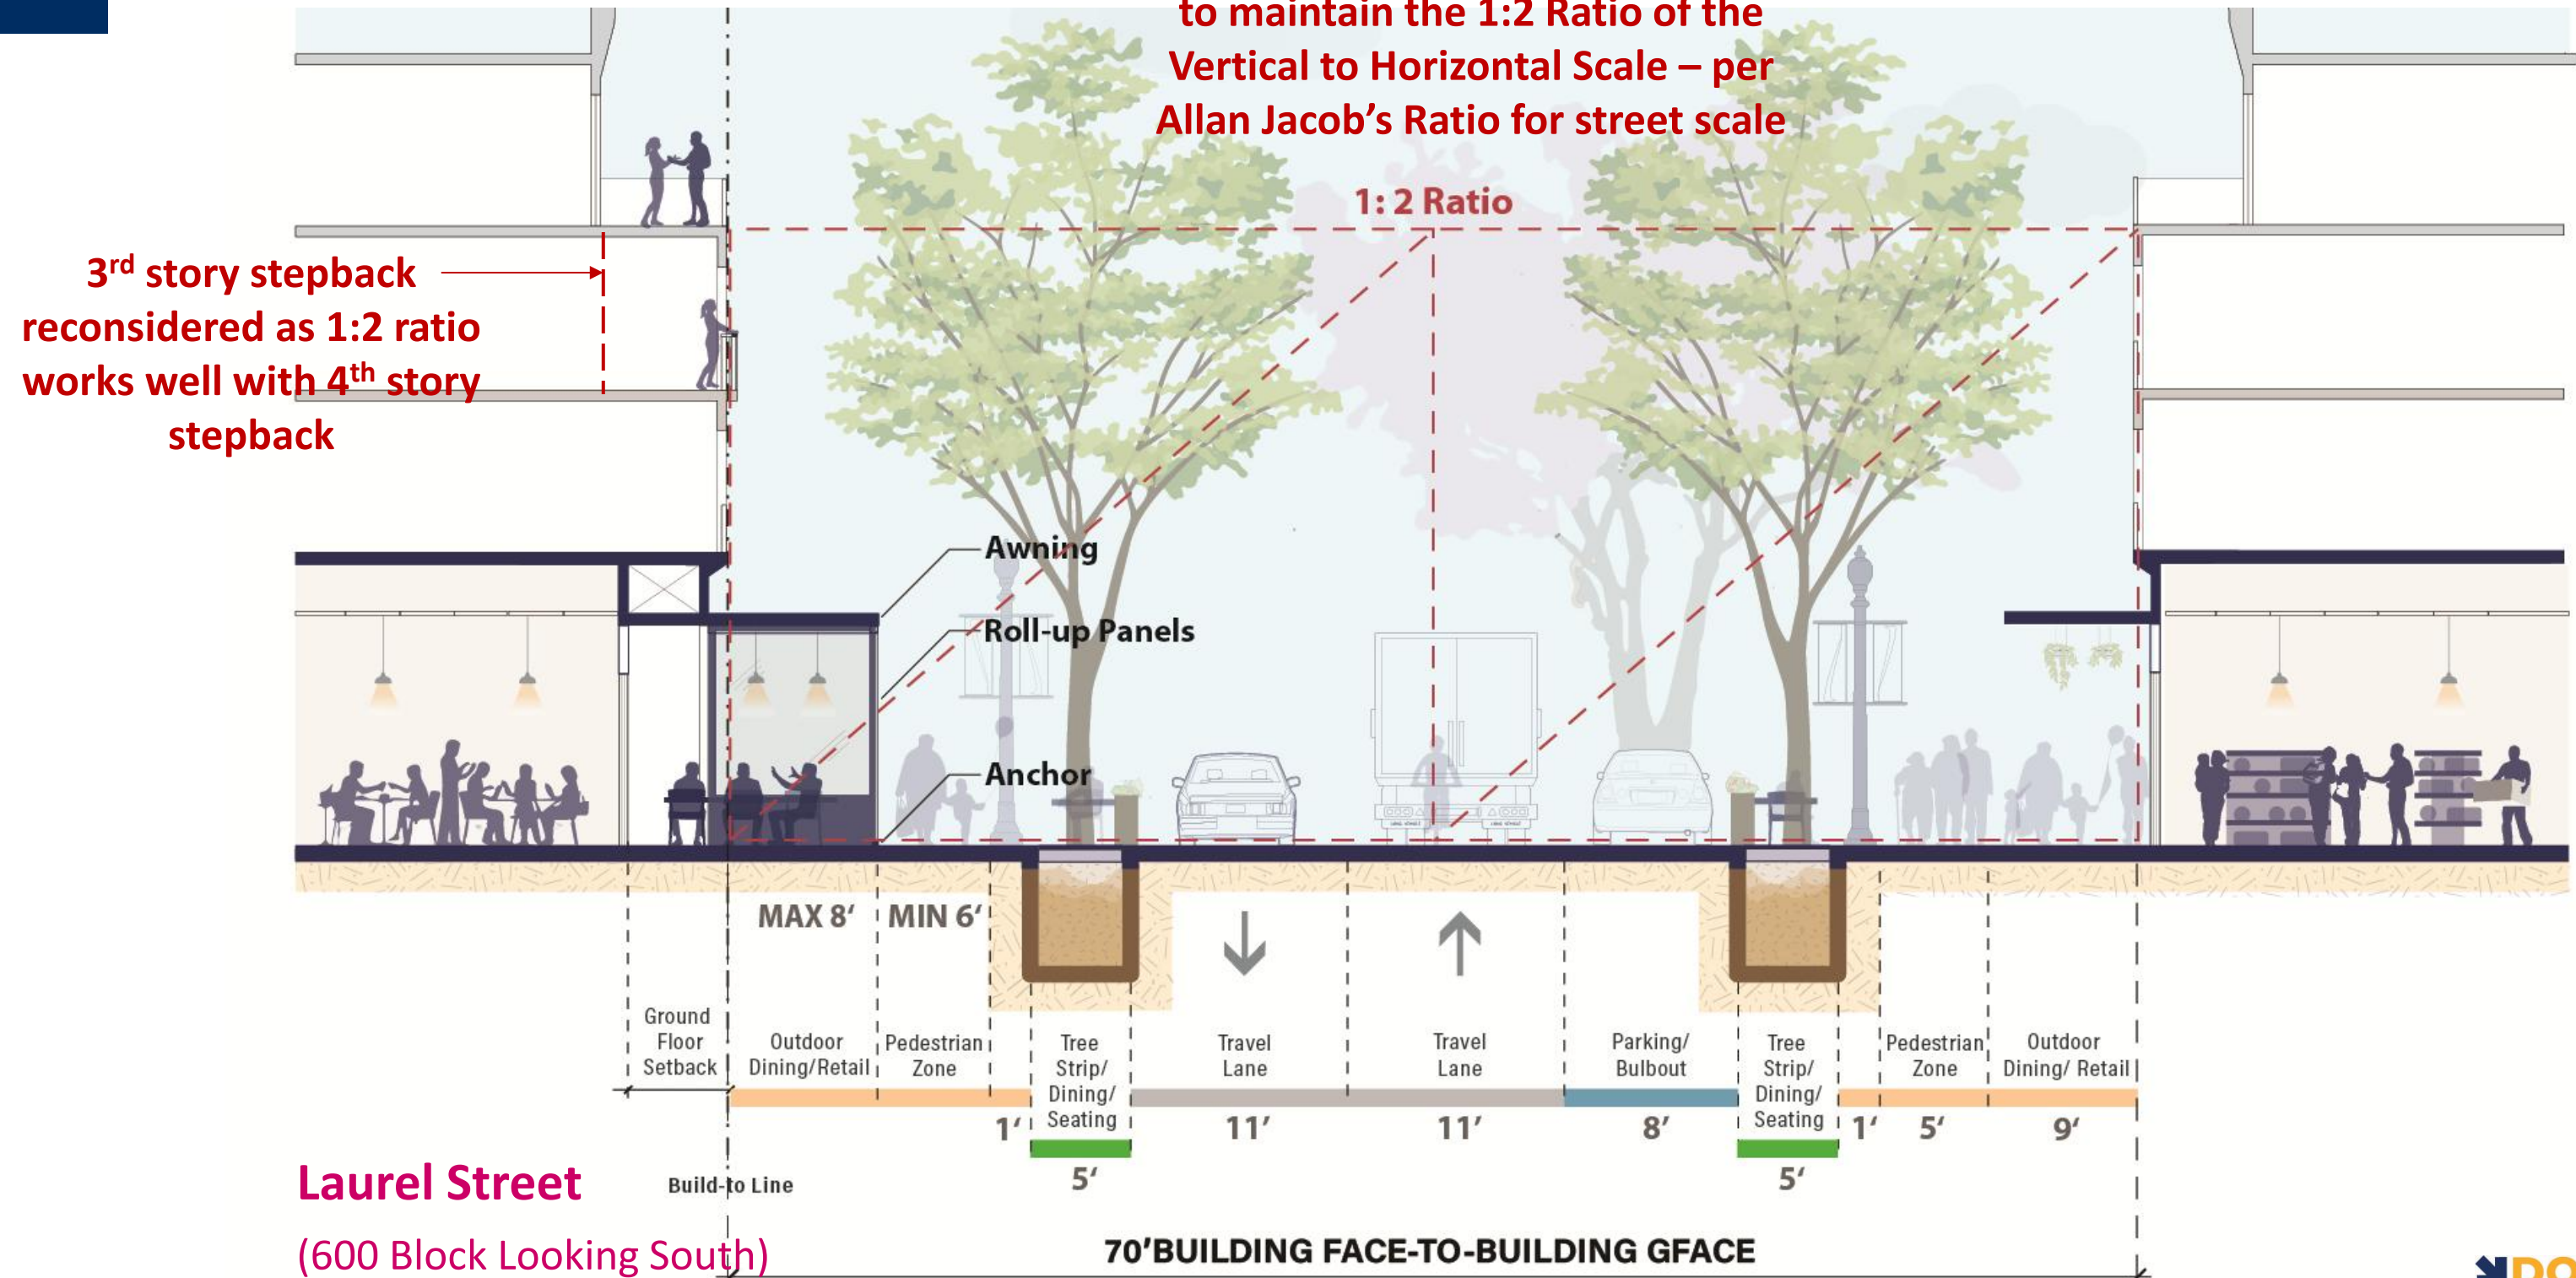 to maintain the 1:2 Ratio of the
Vertical to Horizontal Scale – per
Allan Jacob's Ratio for street scale
1: 2 Ratio
3rd story stepback
reconsidered as 1:2 ratio
works well with 4th story
stepback
Awning
Roll-up Panels
Anchor
MAX 8'
MIN 6'
Ground
Floor
Setback
Outdoor
Dining/Retail
Pedestrian
Zone
Tree
Strip/
Dining/
Seating
Travel
Lane
Travel
Lane
Parking/
Bulbout
Tree
Strip/
Dining/
Seating
Pedestrian
Zone
Outdoor
Dining/ Retail
1'
5'
11'
11'
8'
5'
1'
5'
9'
Build-to Line
Laurel Street
(600 Block Looking South)
70'BUILDING FACE-TO-BUILDING GFACE